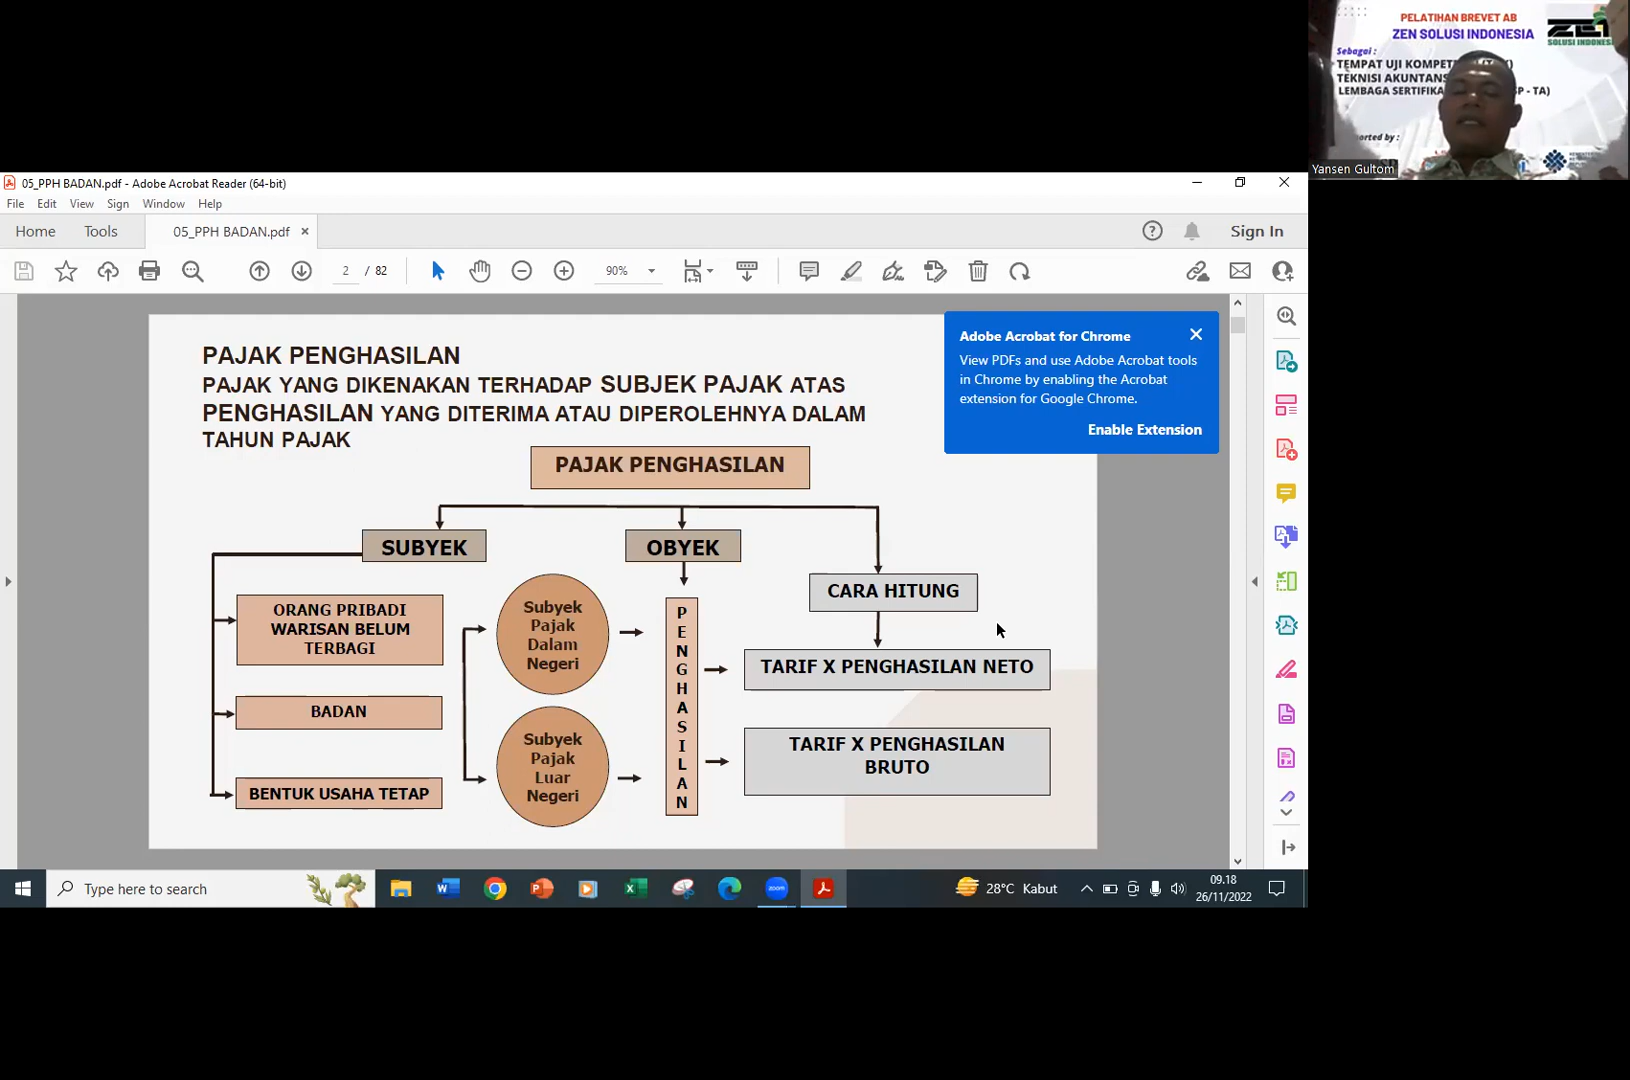 PELATIHAN BREVET AB
ZEN SOLUSI INDONESIA
ZEN
SOLUSI INDONESIA
Sebagai :
TEMPAT UJI KOMPETE
TEKNISI AKUNTANS
LEMBAGA SERTIFIKA
- TA)
orted by :
Yansen Gultom
05_PPH BADAN.pdf - Adobe Acrobat Reader (64-bit)
File Edit View Sign Window Help
Home Tools 05_PPH BADAN.pdf × Sign In
2 / 82 90%
Adobe Acrobat for Chrome
View PDFs and use Adobe Acrobat tools
in Chrome by enabling the Acrobat
extension for Google Chrome.
Enable Extension
PAJAK PENGHASILAN
PAJAK YANG DIKENAKAN TERHADAP SUBJEK PAJAK ATAS
PENGHASILAN YANG DITERIMA ATAU DIPEROLEHNYA DALAM
TAHUN PAJAK
PAJAK PENGHASILAN
SUBYEK
OBYEK
CARA HITUNG
ORANG PRIBADI
WARISAN BELUM
TERBAGI
BADAN
BENTUK USAHA TETAP
Subyek
Pajak
Dalam
Negeri
Subyek
Pajak
Luar
Negeri
PENGHASILAN
TARIF X PENGHASILAN NETO
TARIF X PENGHASILAN
BRUTO
Type here to search
28°C Kabut
09.18
26/11/2022